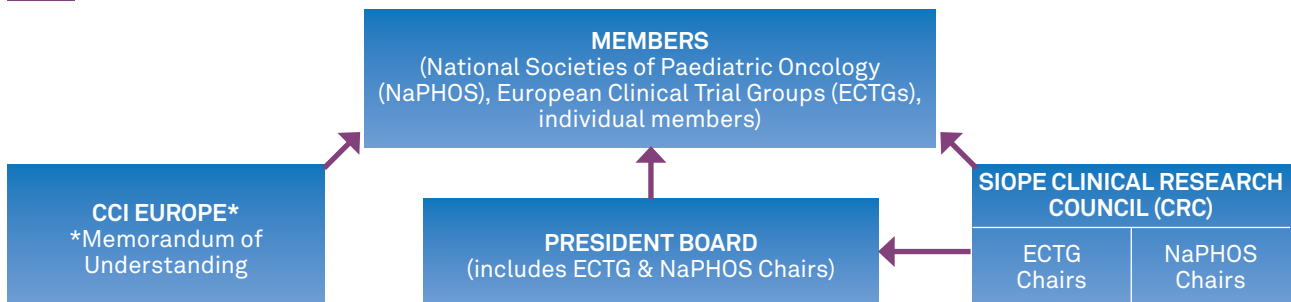 MEMBERS
(National Societies of Paediatric Oncology
(NaPHOS), European Clinical Trial Groups (ECTGs),
individual members)
CCI EUROPE*
*Memorandum of
Understanding
PRESIDENT BOARD
(includes ECTG & NaPHOS Chairs)
SIOPE CLINICAL RESEARCH
COUNCIL (CRC)
ECTG
Chairs
NaPHOS
Chairs